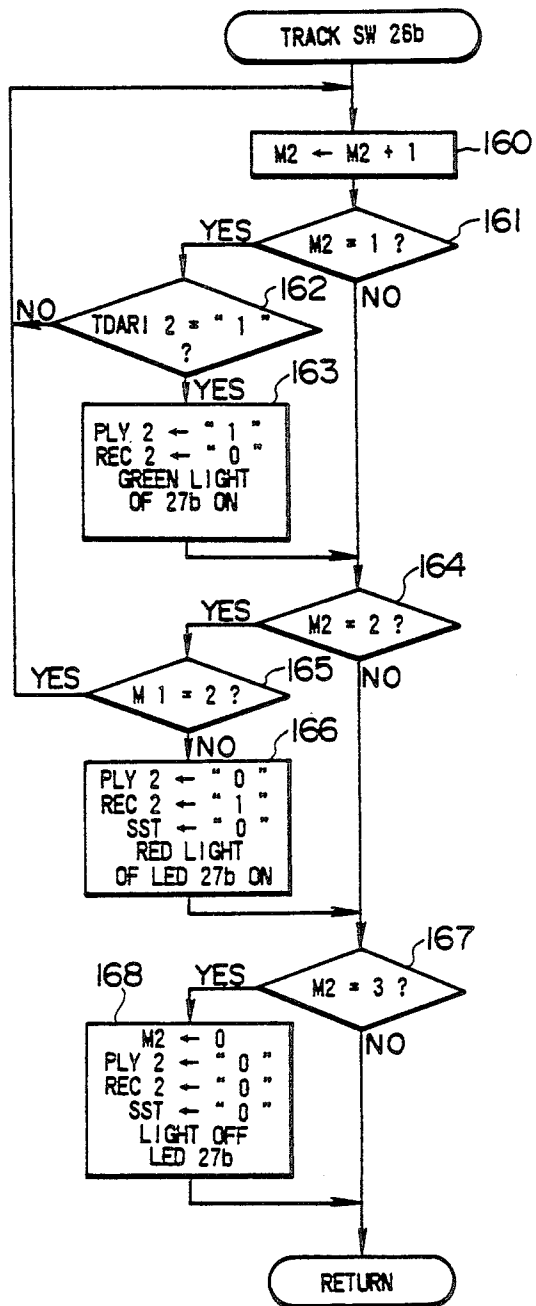 TRACK SW 26b
M2 ← M2 + 1
160
161
YES
M2 = 1 ?
162
NO
NO
TDARI 2 = " 1 "
?
163
YES
PLY 2 ← " 1 "
REC 2 ← " 0 "
GREEN LIGHT
OF 27b ON
164
YES
M2 = 2 ?
165
YES
NO
M 1 = 2 ?
166
NO
PLY 2 ← " 0 "
REC 2 ← " 1 "
SST ← " 0 "
RED LIGHT
OF LED 27b ON
167
168
YES
M2 = 3 ?
NO
M2 ← 0
PLY 2 ← " 0 "
REC 2 ← " 0 "
SST ← " 0 "
LIGHT OFF
LED 27b
RETURN